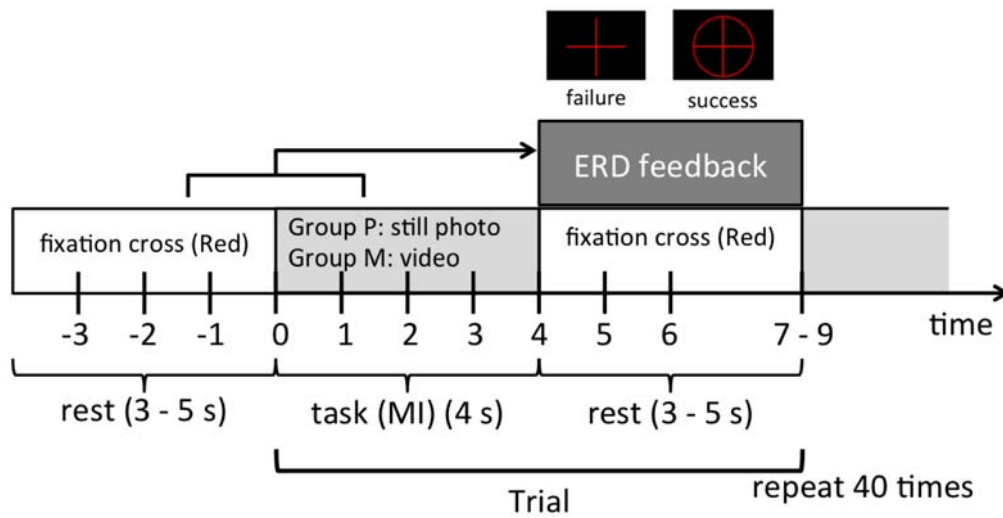 failure
success
ERD feedback
fixation cross (Red)
Group P: still photo
Group M: video
fixation cross (Red)
-3
-2
-1
0
1
2
3
4
5
6
7 - 9
time
rest (3 - 5 s)
task (MI) (4 s)
rest (3 - 5 s)
Trial
repeat 40 times